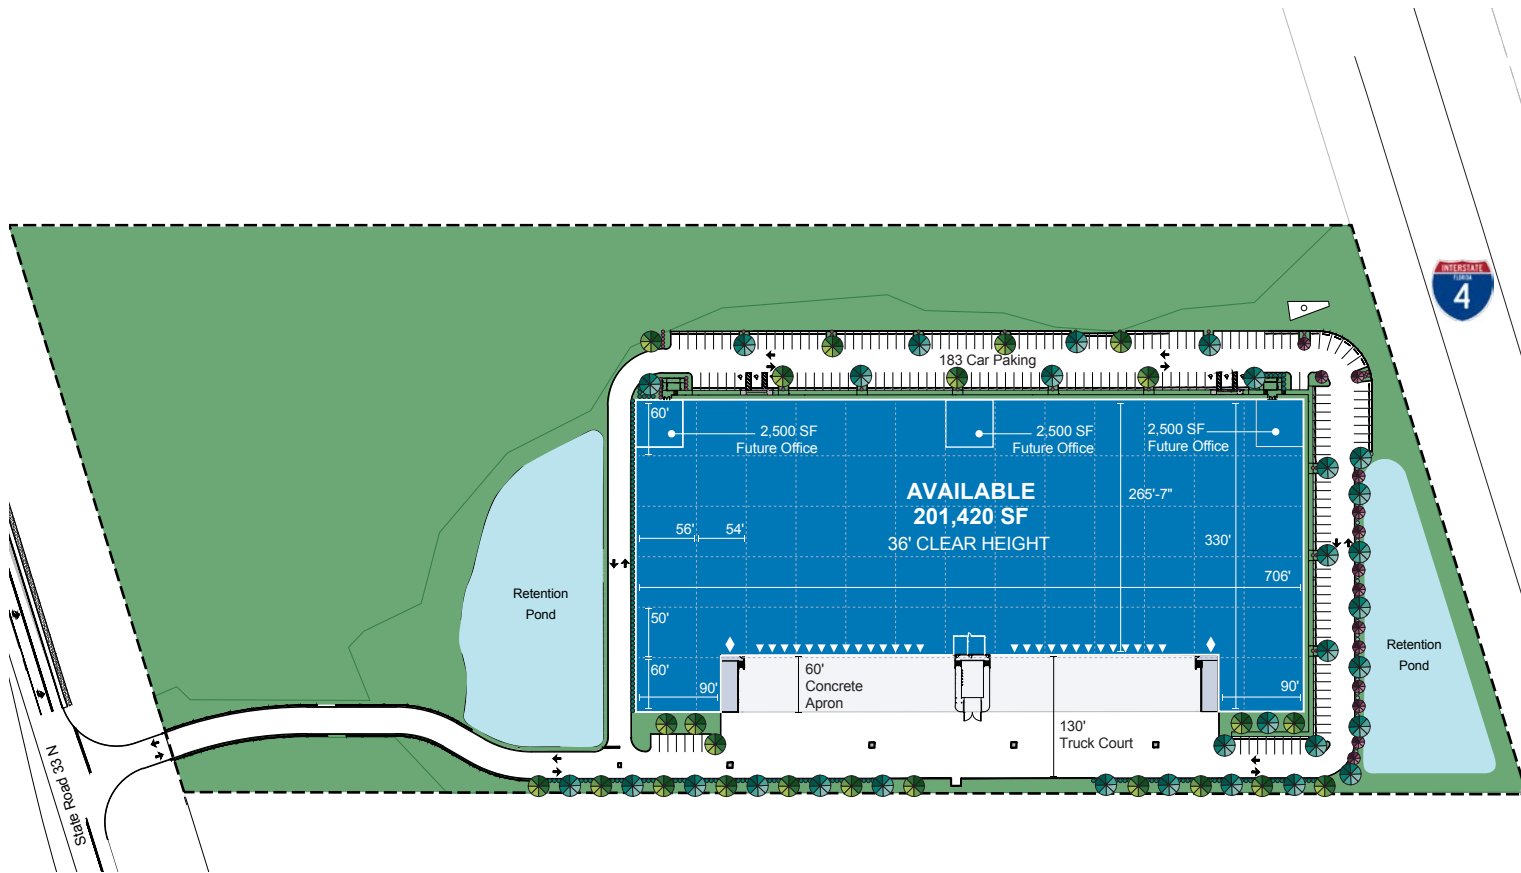 INTERSTATE
FLORIDA
4
183 Car Paking
60'
2,500 SF
Future Office
2,500 SF
Future Office
2,500 SF
Future Office
AVAILABLE
201,420 SF
36' CLEAR HEIGHT
265'-7"
56'
54'
330'
706'
Retention
Pond
50'
60'
90'
60'
Concrete
Apron
90'
130'
Truck Court
Retention
Pond
State Road 33 N